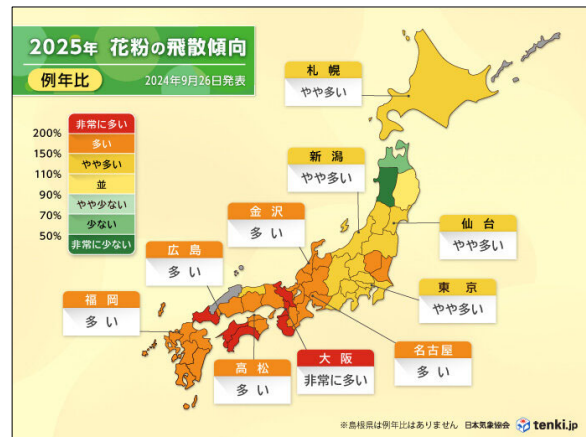 2025年 花粉の飛散傾向
例年比
2024年9月26日発表
非常に多い
200%
多い
150%
やや多い
110%
並
90%
やや少ない
70%
少ない
50%
非常に少ない
札幌
やや多い
新潟
やや多い
金沢
多い
仙台
やや多い
広島
多い
東京
やや多い
福岡
多い
名古屋
多い
大阪
非常に多い
高松
多い
※島根県は例年比はありません 日本気象協会 tenki.jp